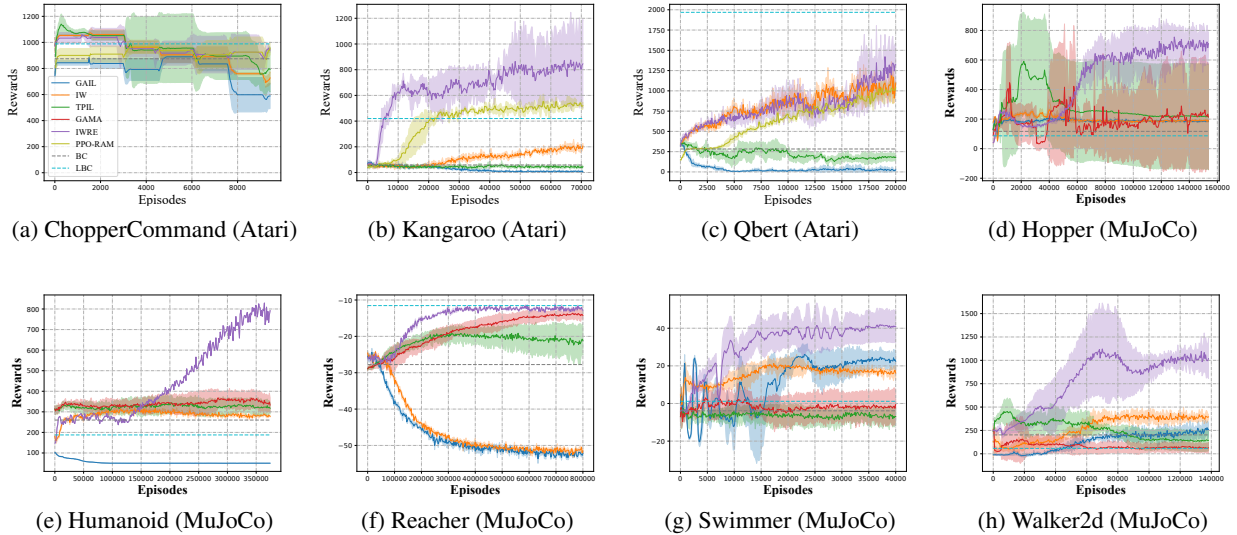 1200
1000
800
600
400
200
0
Rewards
GAIL
IW
TPIL
GAMA
IWRE
PPO-RAM
BC
LBC
0 2000 4000 6000 8000
Episodes
(a) ChopperCommand (Atari)
1200
1000
800
600
400
200
0
Rewards
0 10000 20000 30000 40000 50000 60000 70000
Episodes
(b) Kangaroo (Atari)
2000
1750
1500
1250
1000
750
500
250
0
Rewards
0 2500 5000 7500 10000 12500 15000 17500 20000
Episodes
(c) Qbert (Atari)
800
600
400
200
0
−200
Rewards
0 20000 40000 60000 80000 100000 120000 140000 160000
Episodes
(d) Hopper (MuJoCo)
800
700
600
500
400
300
200
100
Rewards
0 50000 100000 150000 200000 250000 300000 350000
Episodes
(e) Humanoid (MuJoCo)
−10
−20
−30
−40
−50
Rewards
0 100000 200000 300000 400000 500000 600000 700000 800000
Episodes
(f) Reacher (MuJoCo)
40
20
0
−20
Rewards
0 5000 10000 15000 20000 25000 30000 35000 40000
Episodes
(g) Swimmer (MuJoCo)
1500
1250
1000
750
500
250
0
Rewards
0 20000 40000 60000 80000 100000 120000 140000
Episodes
(h) Walker2d (MuJoCo)